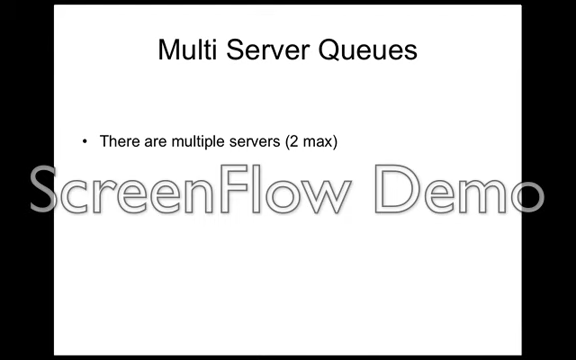 Multi Server Queues
• There are multiple servers (2 max)
ScreenFlow Demo